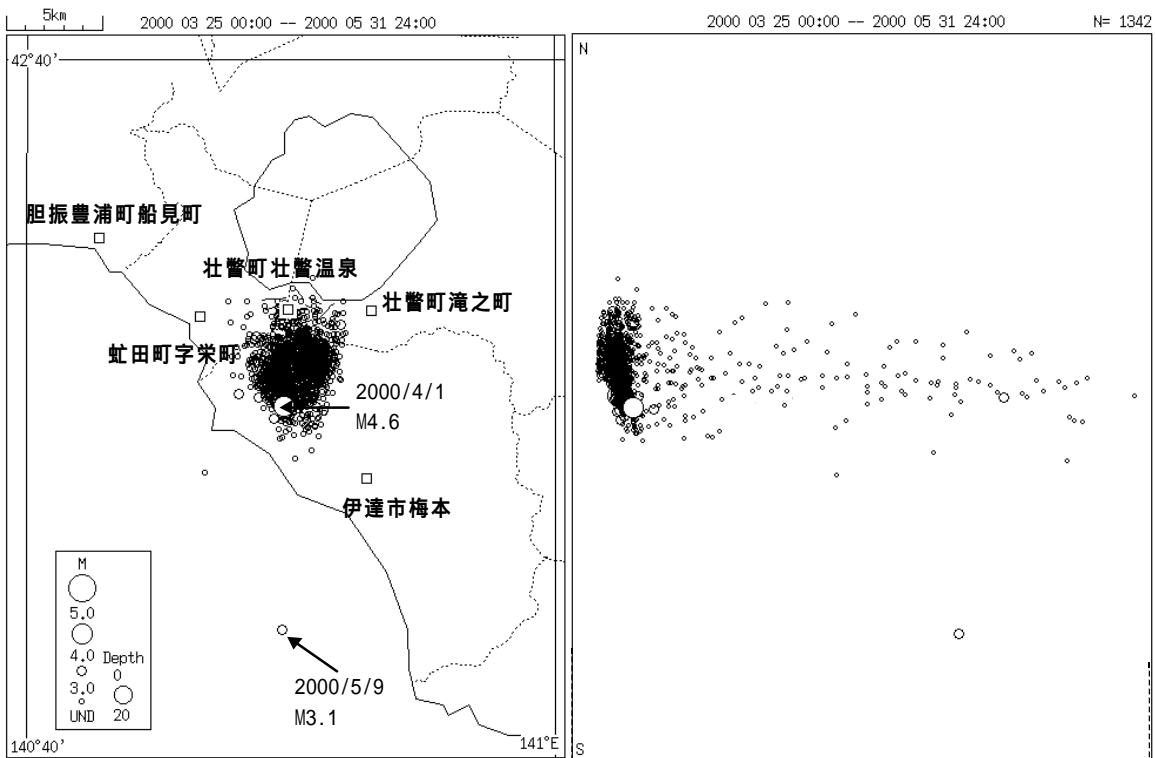 5km
2000 03 25 00:00 -- 2000 05 31 24:00
42°40'
胆振豊浦町船見町
壮瞥町壮瞥温泉
壮瞥町滝之町
虻田町字栄町
2000/4/1
M4.6
伊達市梅本
M
5.0
4.0
3.0
UND
Depth
0
20
2000/5/9
M3.1
140°40'
141°E
2000 03 25 00:00 -- 2000 05 31 24:00
N= 1342
N
S